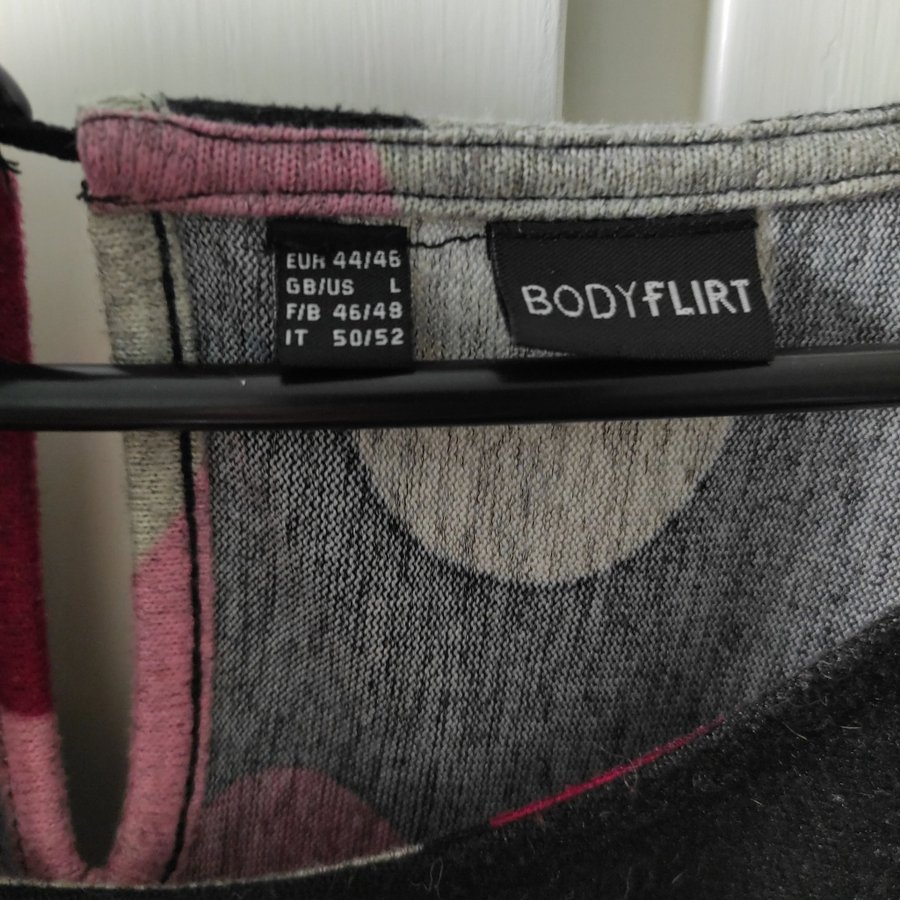 EUR 44/46
GB/US L
F/B 46/48
IT 50/52
BODYFLIRT